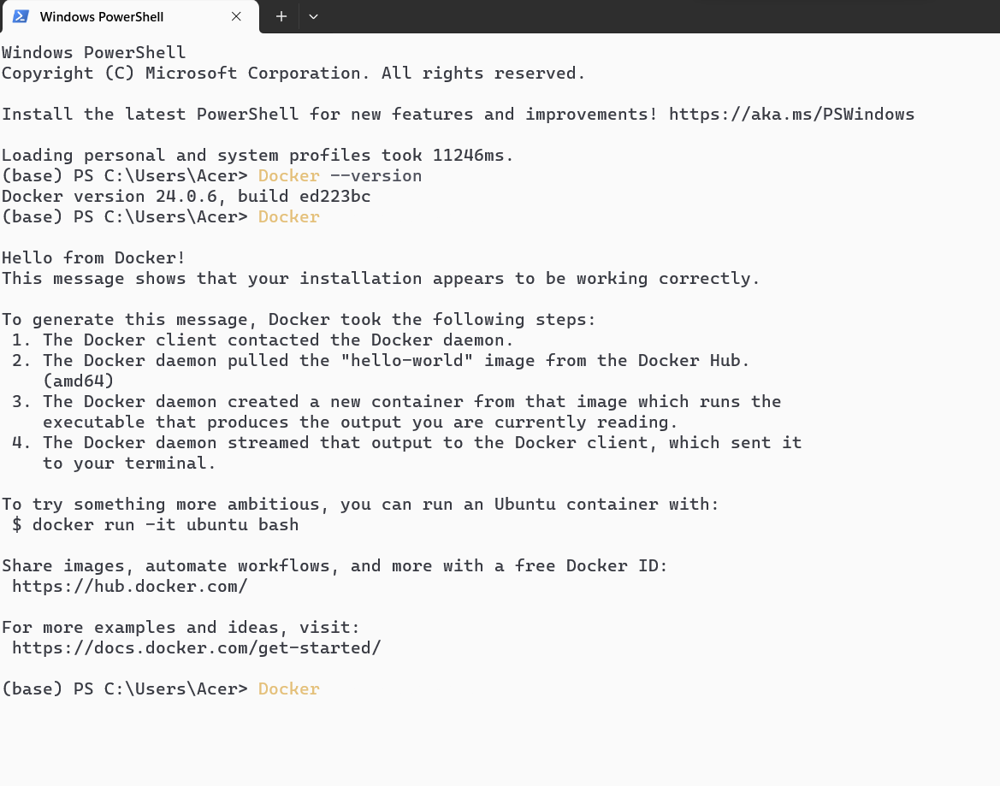 Windows PowerShell
Windows PowerShell
Copyright (C) Microsoft Corporation. All rights reserved.
Install the latest PowerShell for new features and improvements! https://aka.ms/PSWindows
Loading personal and system profiles took 11246ms.
(base) PS C:\Users\Acer> Docker --version
Docker version 24.0.6, build ed223bc
(base) PS C:\Users\Acer> Docker
Hello from Docker!
This message shows that your installation appears to be working correctly.
To generate this message, Docker took the following steps:
1. The Docker client contacted the Docker daemon.
2. The Docker daemon pulled the "hello-world" image from the Docker Hub.
(amd64)
3. The Docker daemon created a new container from that image which runs the
executable that produces the output you are currently reading.
4. The Docker daemon streamed that output to the Docker client, which sent it
to your terminal.
To try something more ambitious, you can run an Ubuntu container with:
$ docker run -it ubuntu bash
Share images, automate workflows, and more with a free Docker ID:
https://hub.docker.com/
For more examples and ideas, visit:
https://docs.docker.com/get-started/
(base) PS C:\Users\Acer> Docker